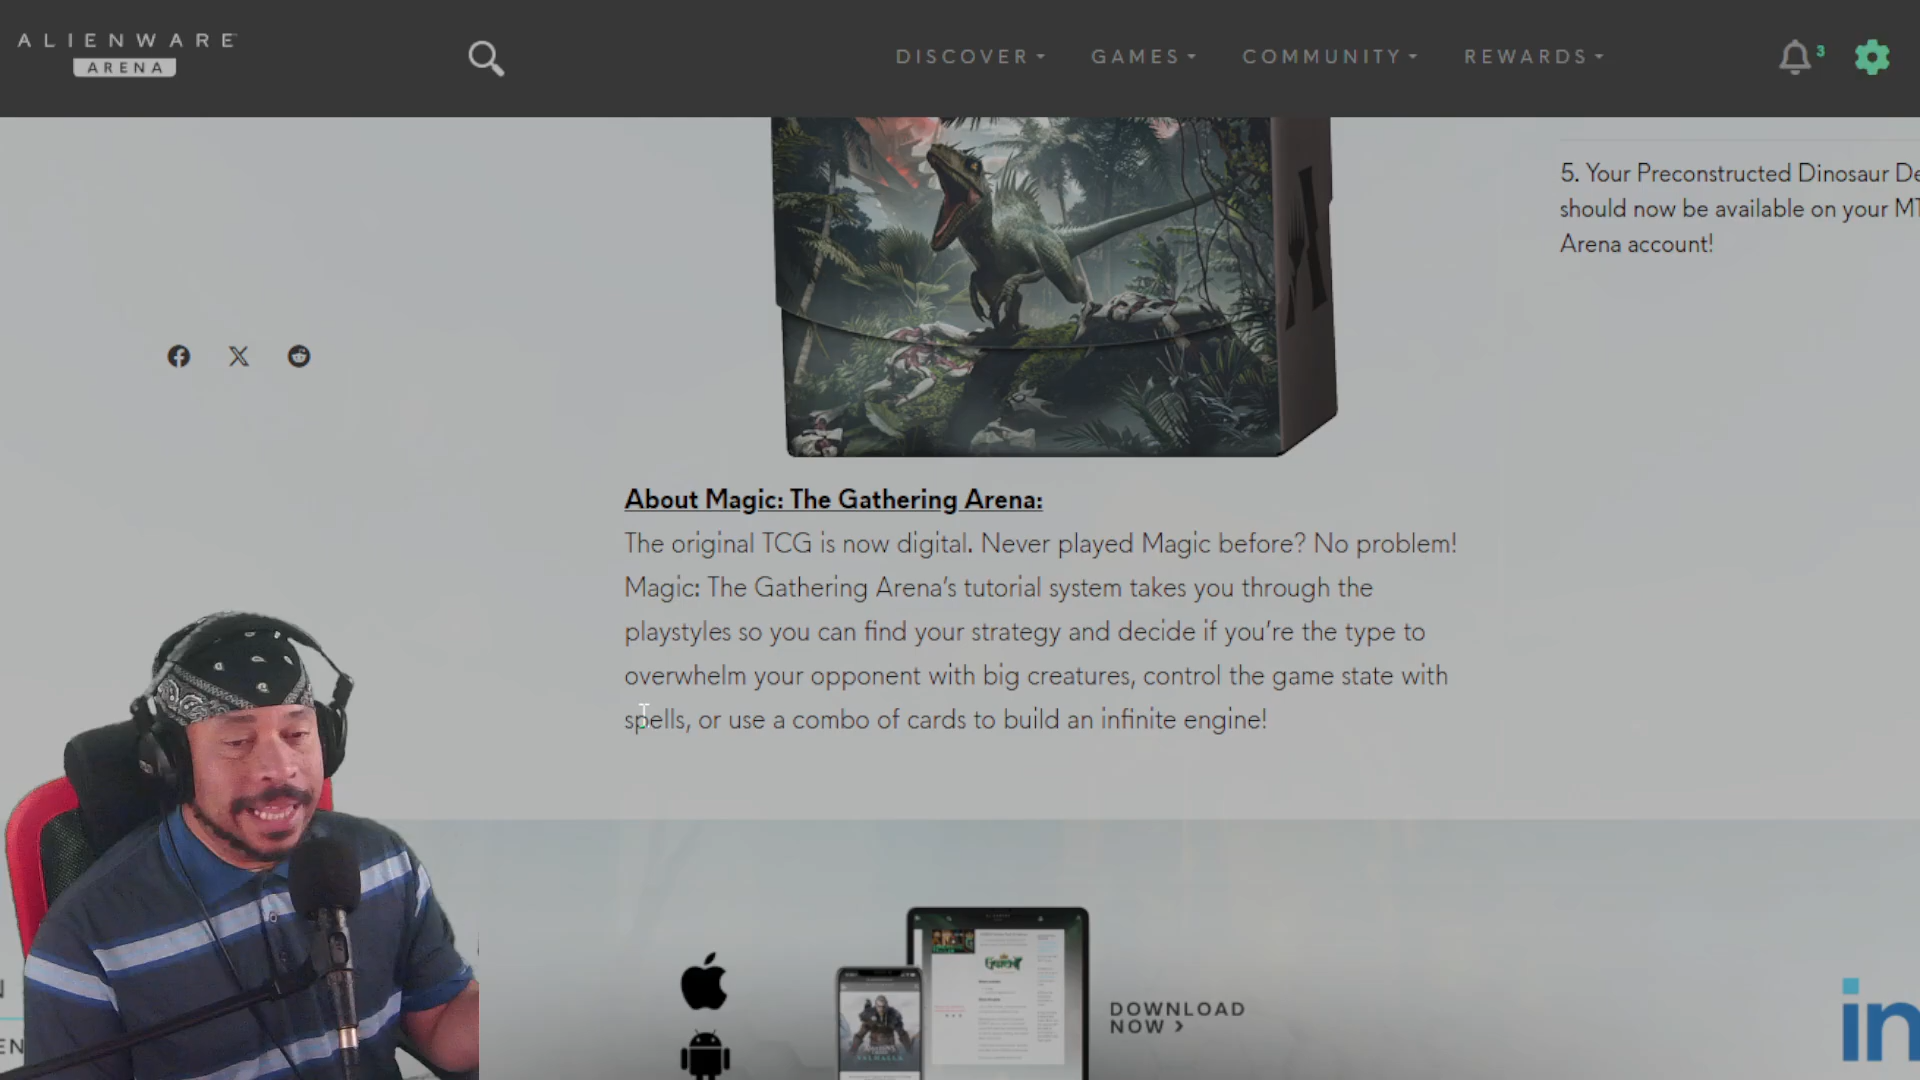 ALIENWARE
ARENA
DISCOVER
GAMES
COMMUNITY
REWARDS
3
5. Your Preconstructed Dinosaur De
should now be available on your MT
Arena account!
About Magic: The Gathering Arena:
The original TCG is now digital. Never played Magic before? No problem!
Magic: The Gathering Arena's tutorial system takes you through the
playstyles so you can find your strategy and decide if you're the type to
overwhelm your opponent with big creatures, control the game state with
spells, or use a combo of cards to build an infinite engine!
DOWNLOAD
NOW >
VALHALLA
in
N
EN